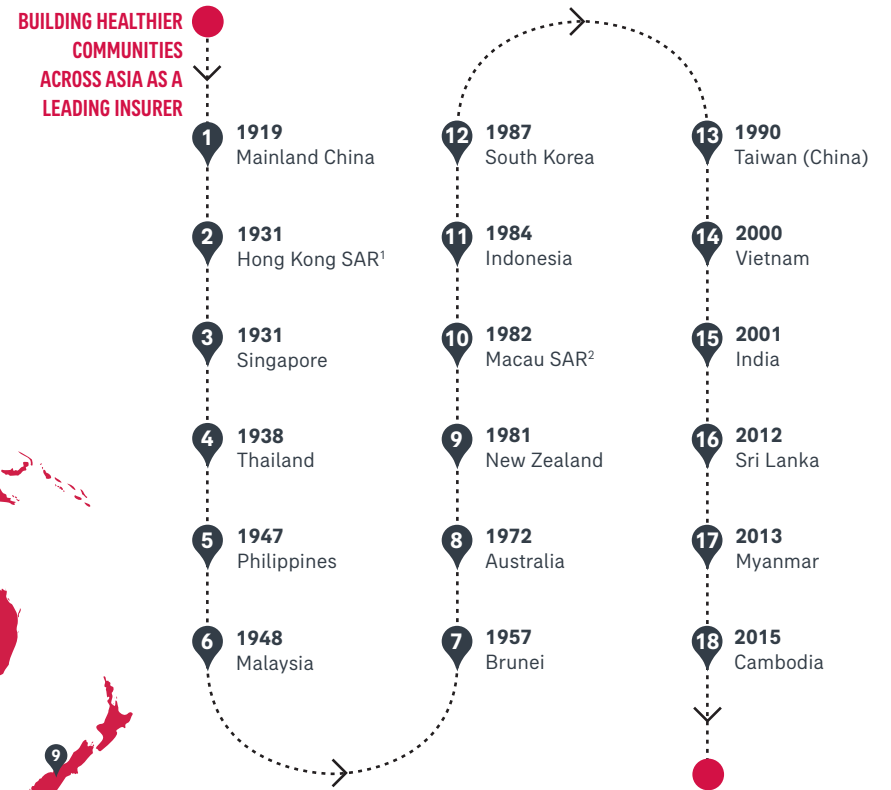 BUILDING HEALTHIER
COMMUNITIES
ACROSS ASIA AS A
LEADING INSURER
1
1919
Mainland China
2
1931
Hong Kong SAR¹
3
1931
Singapore
4
1938
Thailand
5
1947
Philippines
6
1948
Malaysia
7
1957
Brunei
8
1972
Australia
9
1981
New Zealand
10
1982
Macau SAR²
11
1984
Indonesia
12
1987
South Korea
13
1990
Taiwan (China)
14
2000
Vietnam
15
2001
India
16
2012
Sri Lanka
17
2013
Myanmar
18
2015
Cambodia
9